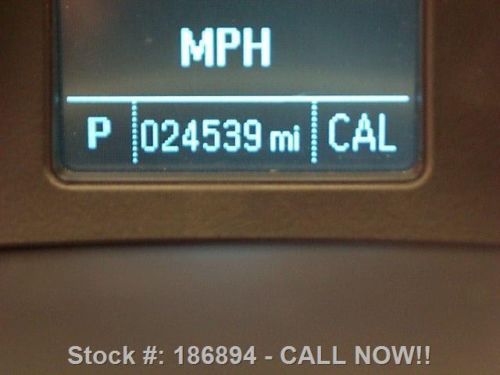 MPH
P 024539 mi CAL
Stock #: 186894 - CALL NOW!!